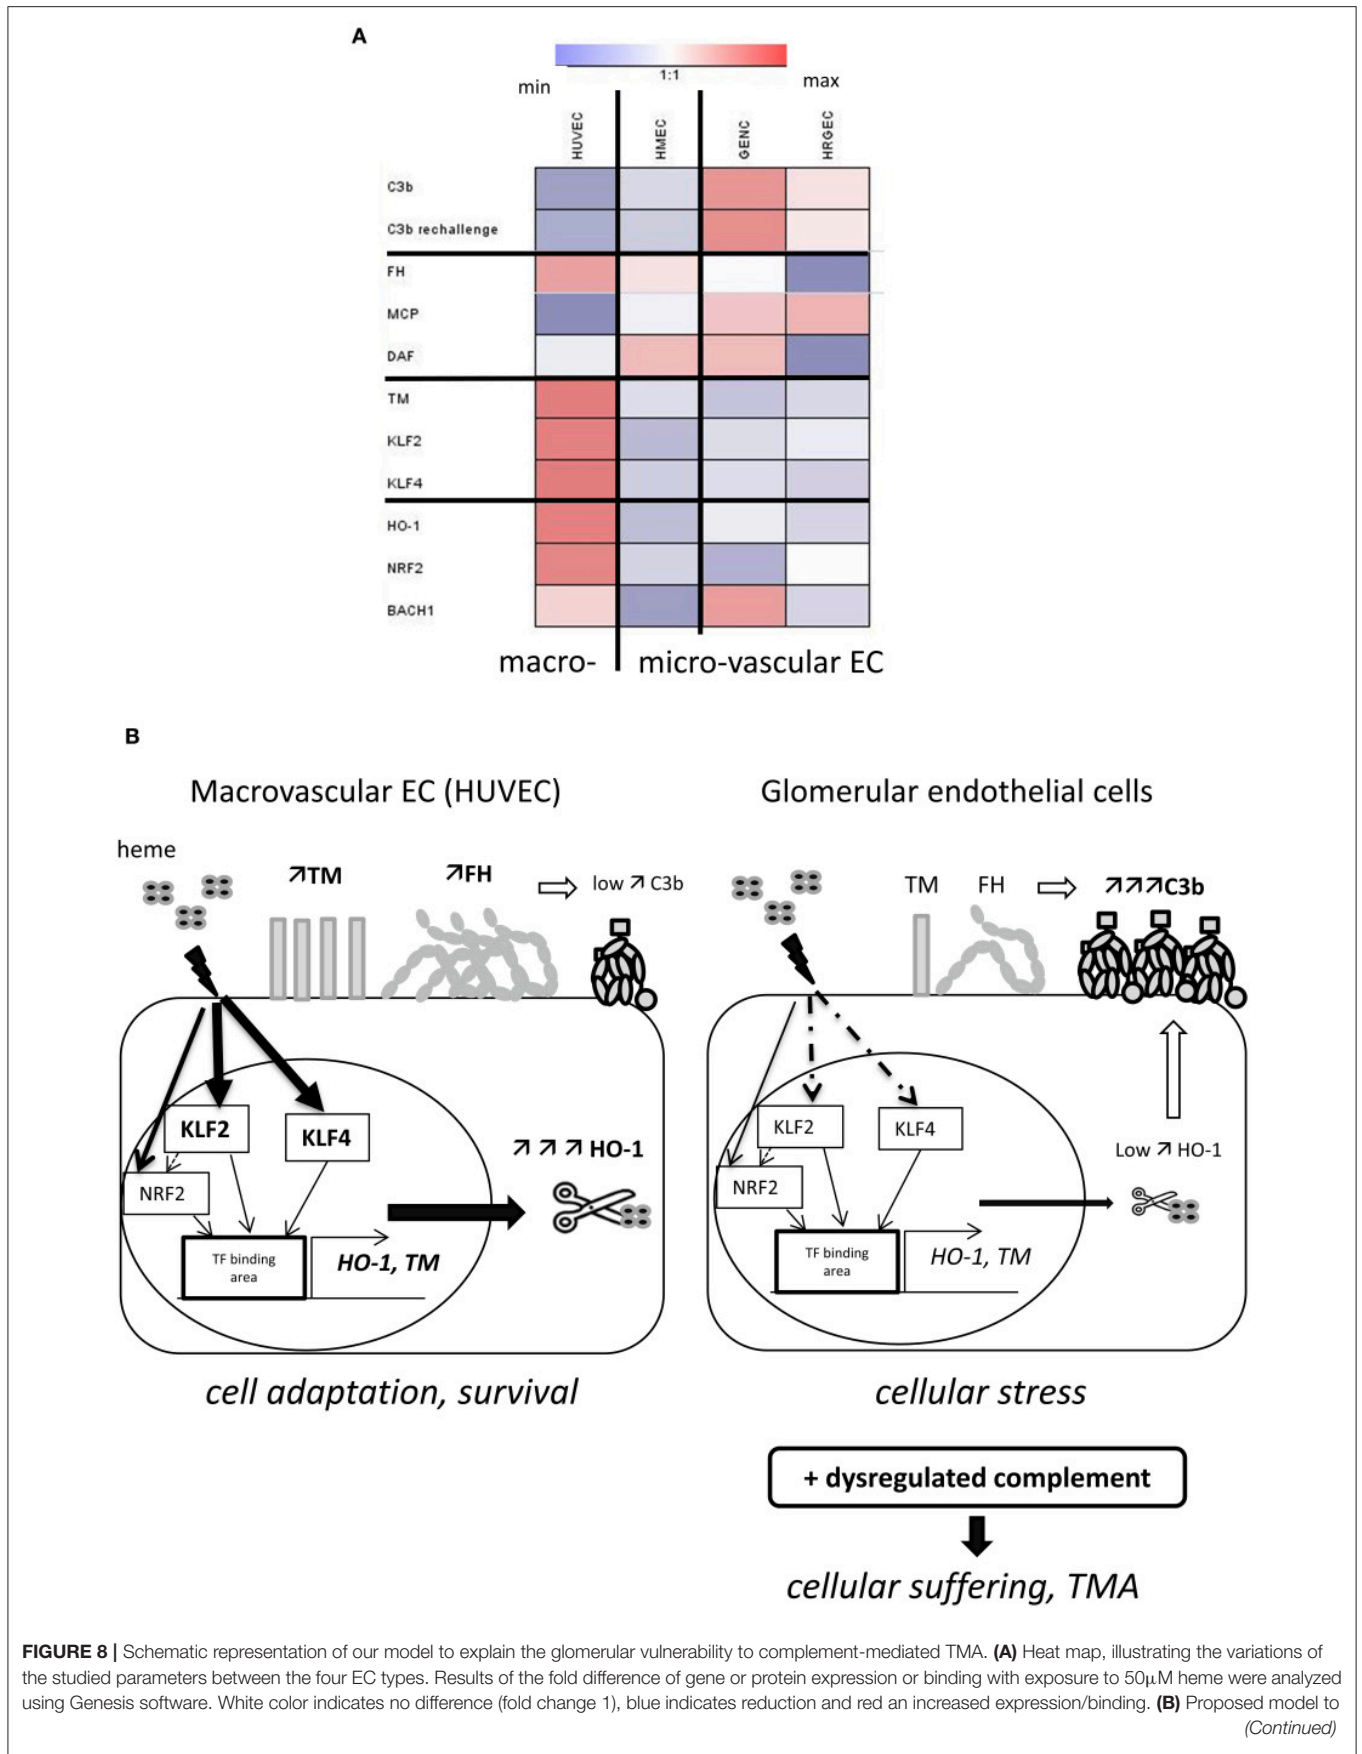 A
1:1
min
max
HUVEC
HMEC
GENC
HRGEC
C3b
C3b rechallenge
FH
MCP
DAF
TM
KLF2
KLF4
HO-1
NRF2
BACH1
macro-
micro-vascular EC
B
Macrovascular EC (HUVEC)
heme
↗TM
↗FH
low ↗ C3b
KLF2
KLF4
NRF2
TF binding
area
HO-1, TM
↗ ↗ ↗ HO-1
cell adaptation, survival
Glomerular endothelial cells
TM
FH
↗↗↗C3b
KLF2
KLF4
NRF2
TF binding
area
HO-1, TM
Low ↗ HO-1
cellular stress
+ dysregulated complement
cellular suffering, TMA
FIGURE 8 | Schematic representation of our model to explain the glomerular vulnerability to complement-mediated TMA. (A) Heat map, illustrating the variations of
the studied parameters between the four EC types. Results of the fold difference of gene or protein expression or binding with exposure to 50μM heme were analyzed
using Genesis software. White color indicates no difference (fold change 1), blue indicates reduction and red an increased expression/binding. (B) Proposed model to
(Continued)